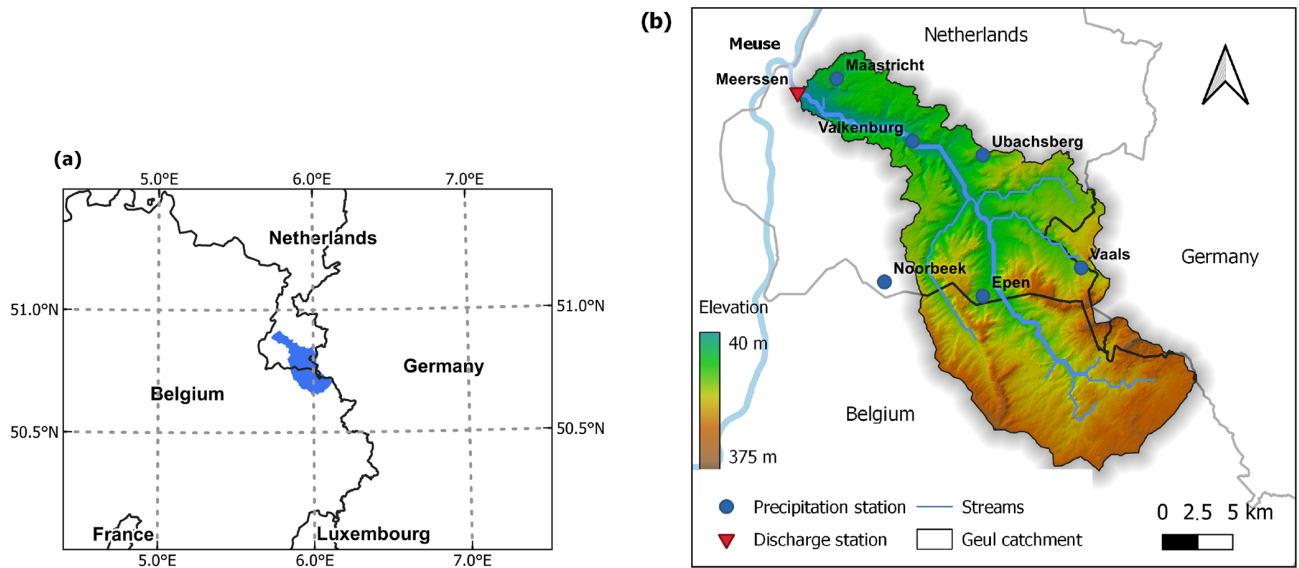 (a)
5.0°E 6.0°E 7.0°E
Netherlands
51.0°N 51.0°N
Germany
Belgium
50.5°N 50.5°N
France Luxembourg
5.0°E 6.0°E 7.0°E
(b)
Netherlands
Meuse
Maastricht
Meerssen
Valkenburg
Ubachsberg
Vaals
Germany
Noorbeek
Epen
Elevation
40 m
Belgium
375 m
Precipitation station Streams
0 2.5 5 km
Discharge station Geul catchment